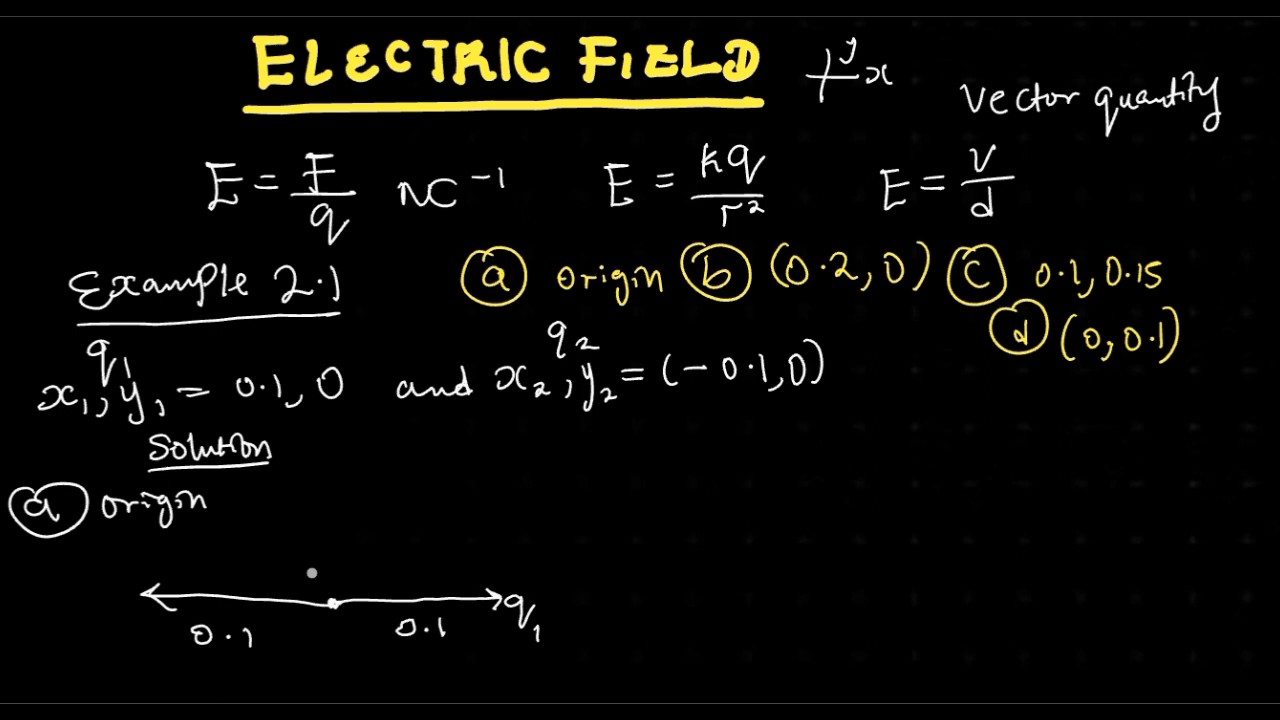 ELECTRIC FIELD
y
x
Vector quantity
E = F/q NC⁻¹ E = kq/r² E = V/d
Example 2.1
ⓐ origin ⓑ (0.2, 0) ⓒ 0.1, 0.15
ⓓ (0, 0.1)
q₁ q₂
x₁, y₁ = 0.1, 0 and x₂, y₂ = (-0.1, 0)
Solution
ⓐ origin
q₁
0.1 0.1